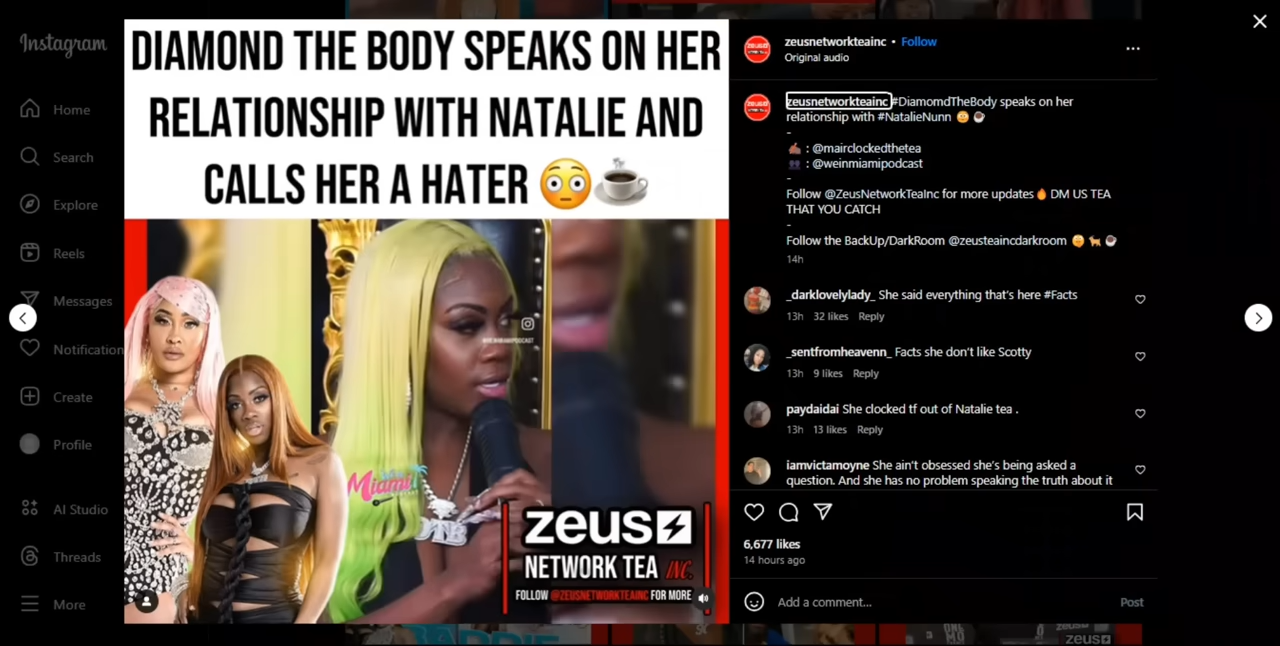 Instagram
Home
Search
Explore
Reels
Messages
Notification
Create
Profile
AI Studio
Threads
More
DIAMOND THE BODY SPEAKS ON HER
RELATIONSHIP WITH NATALIE AND
CALLS HER A HATER 😳☕
@WEINMIAMIPODCAST
Miami
DTB
zeus
NETWORK TEA INC.
FOLLOW @ZEUSNETWORKTEAINC FOR MORE
zeusnetworkteainc • Follow
Original audio
zeusnetworkteainc #DiamomdTheBody speaks on her
relationship with #NatalieNunn 😳☕
-
✍🏾 : @mairclockedthetea
👥 : @weinmiamipodcast
-
Follow @ZeusNetworkTeaInc for more updates🔥 DM US TEA
THAT YOU CATCH
-
Follow the BackUp/DarkRoom @zeusteaincdarkroom 🌚 🐈 ☕
14h
_darklovelylady_ She said everything that's here #Facts
13h 32 likes Reply
_sentfromheavenn_ Facts she don't like Scotty
13h 9 likes Reply
paydaidai She clocked tf out of Natalie tea .
13h 13 likes Reply
iamvictamoyne She ain't obsessed she's being asked a
question. And she has no problem speaking the truth about it
6,677 likes
14 hours ago
Add a comment...
Post
BADDIE
zeus